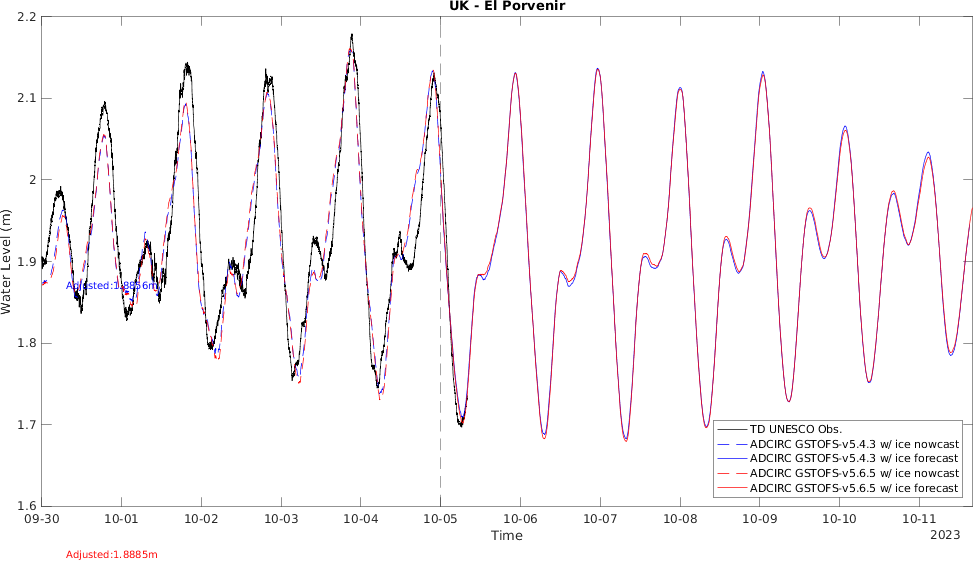 UK - El Porvenir
2.2
2.1
2
1.9
1.8
1.7
1.6
Water Level (m)
Adjusted:1.8856m
TD UNESCO Obs.
ADCIRC GSTOFS-v5.4.3 w/ ice nowcast
ADCIRC GSTOFS-v5.4.3 w/ ice forecast
ADCIRC GSTOFS-v5.6.5 w/ ice nowcast
ADCIRC GSTOFS-v5.6.5 w/ ice forecast
09-30 10-01 10-02 10-03 10-04 10-05 10-06 10-07 10-08 10-09 10-10 10-11
2023
Time
Adjusted:1.8885m